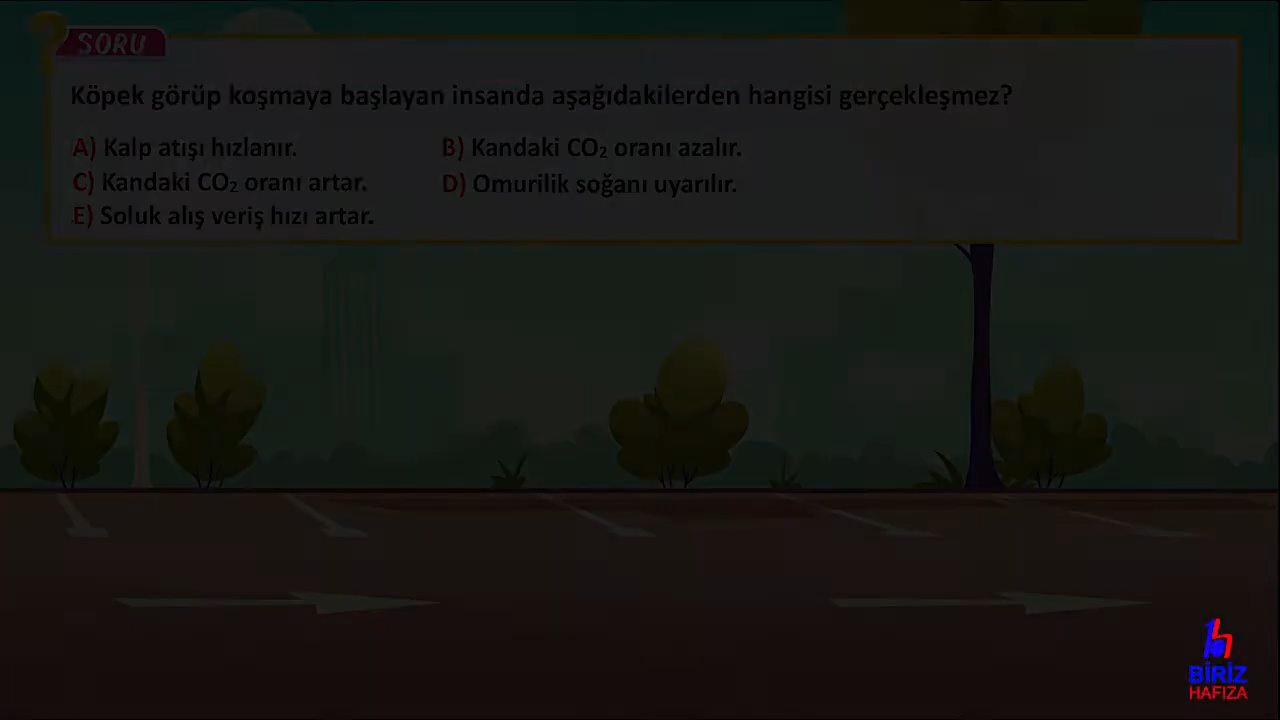 SORU
Köpek görüp koşmaya başlayan insanda aşağıdakilerden hangisi gerçekleşmez?
A) Kalp atışı hızlanır. B) Kandaki CO₂ oranı azalır.
C) Kandaki CO₂ oranı artar. D) Omurilik soğanı uyarılır.
E) Soluk alış veriş hızı artar.
BİRİZ
HAFIZA